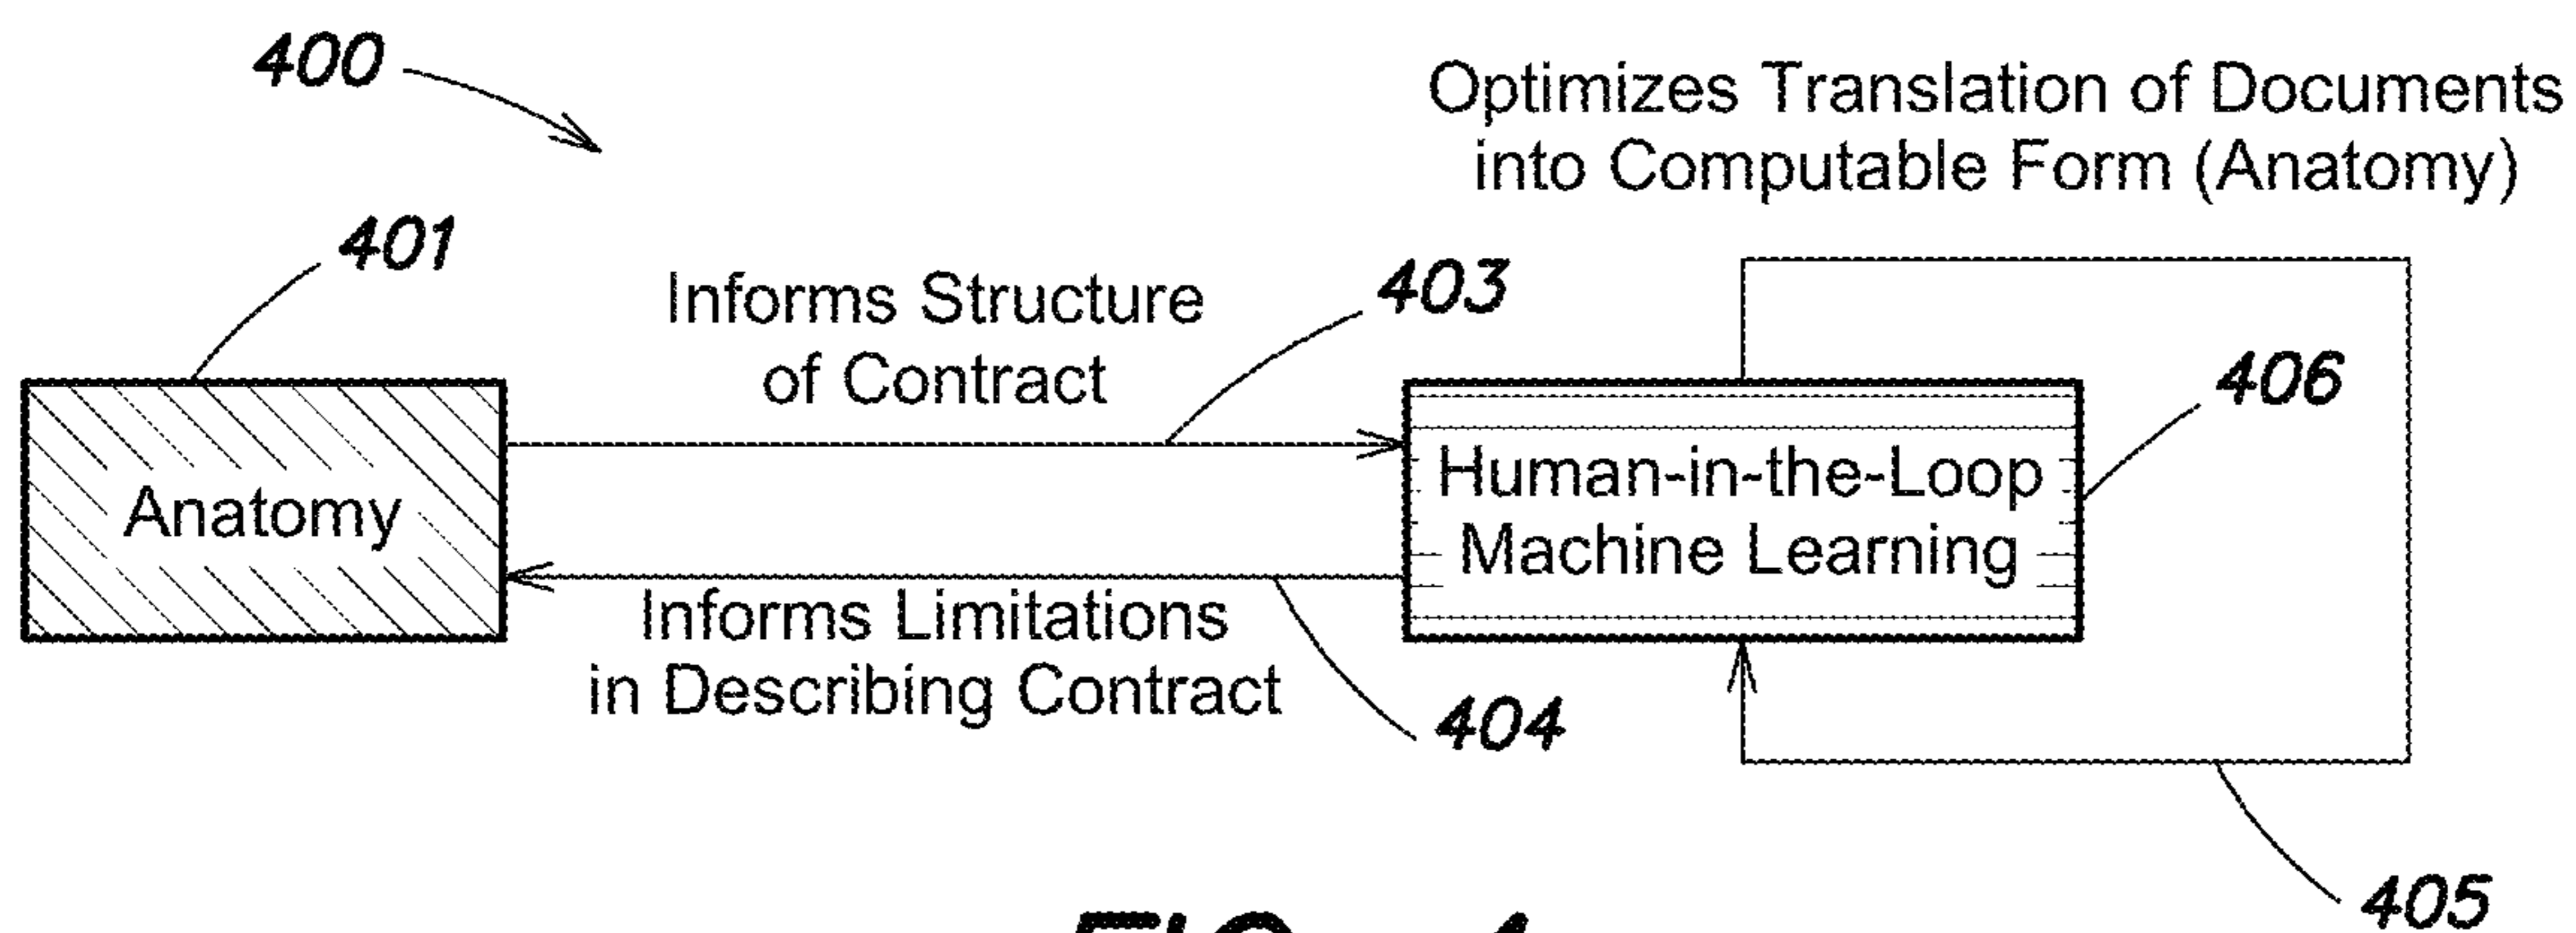 400
Optimizes Translation of Documents
into Computable Form (Anatomy)
401
Informs Structure
of Contract
403
406
Anatomy
Human-in-the-Loop
Machine Learning
Informs Limitations
in Describing Contract
404
405